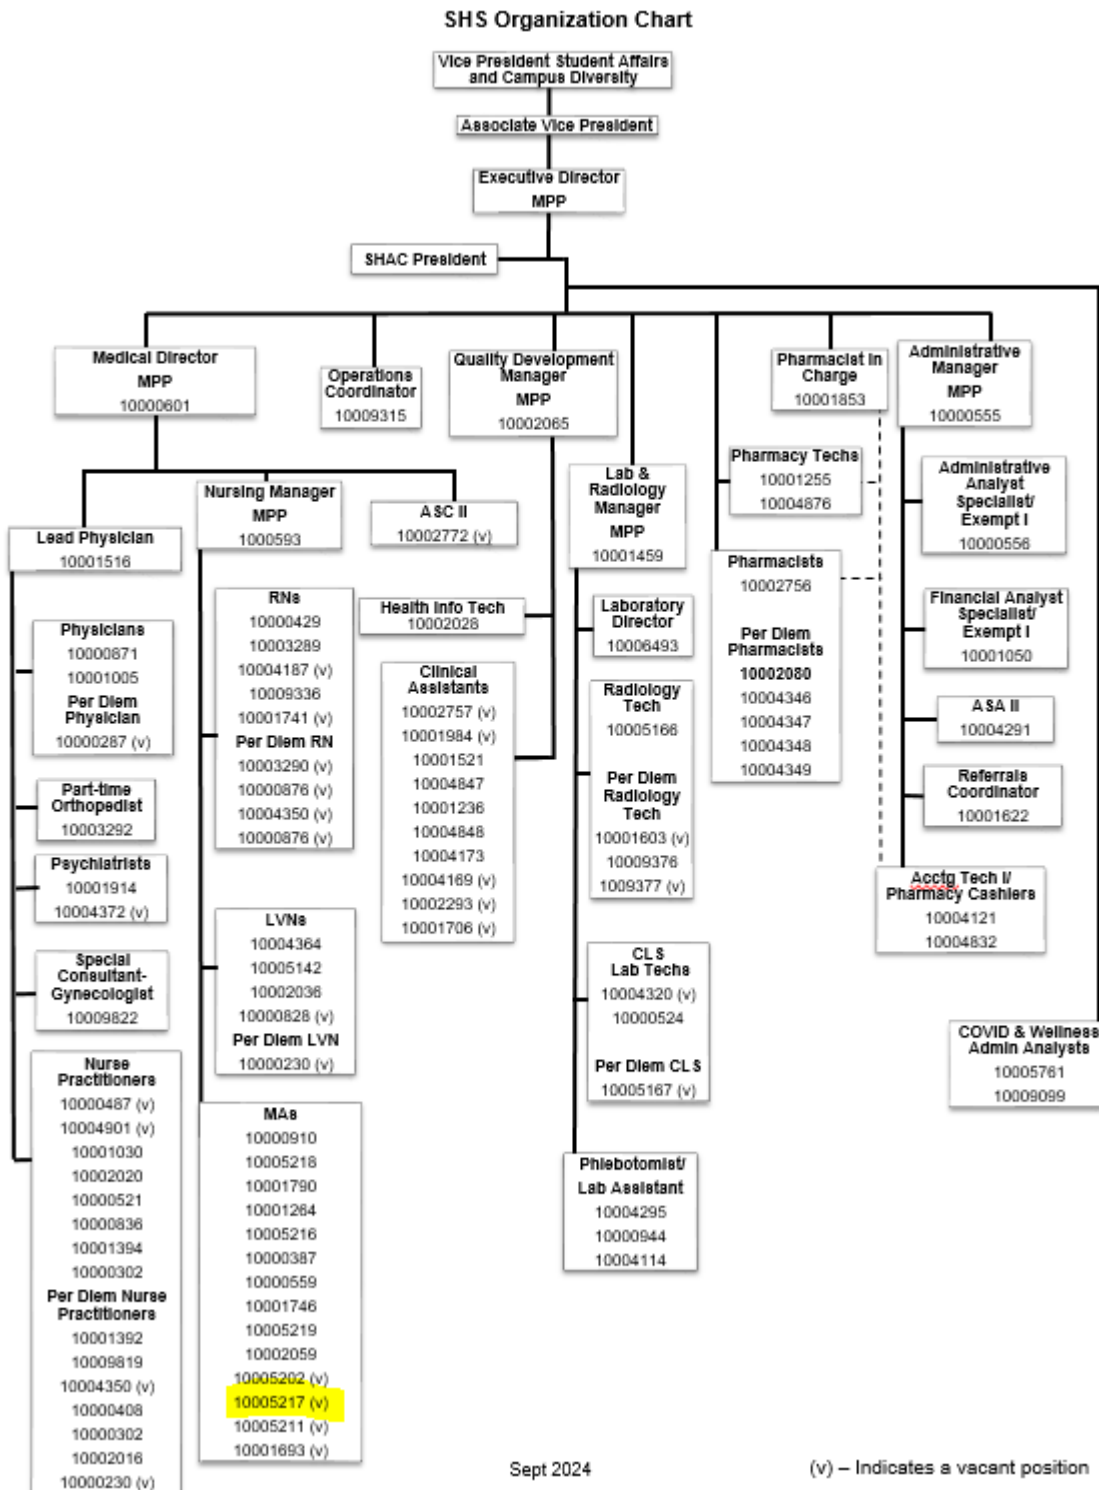 SHS Organization Chart
Vice President Student Affairs
and Campus Diversity
Associate Vice President
Executive Director
MPP
SHAC President
Medical Director
MPP
10000601
Operations
Coordinator
10009315
Quality Development
Manager
MPP
10002065
Pharmacist in
Charge
10001853
Administrative
Manager
MPP
10000555
Lead Physician
10001516
Physicians
10000871
10001005
Per Diem
Physician
10000287 (v)
Part-time
Orthopedist
10003292
Psychiatrists
10001914
10004372 (v)
Special
Consultant-
Gynecologist
10009822
Nurse
Practitioners
10000487 (v)
10004901 (v)
10001030
10002020
10000521
10000836
10001394
10000302
Per Diem Nurse
Practitioners
10001392
10009819
10004350 (v)
10000408
10000302
10002016
10000230 (v)
Nursing Manager
MPP
1000593
RNs
10000429
10003289
10004187 (v)
10009336
10001741 (v)
Per Diem RN
10003290 (v)
10000876 (v)
10004350 (v)
10000876 (v)
LVNs
10004364
10005142
10002036
10000828 (v)
Per Diem LVN
10000230 (v)
MAs
10000910
10005218
10001790
10001264
10005216
10000387
10000559
10001746
10005219
10002059
10005202 (v)
10005217 (v)
10005211 (v)
10001693 (v)
ASC II
10002772 (v)
Health Info Tech
10002028
Clinical
Assistants
10002757 (v)
10001984 (v)
10001521
10004847
10001236
10004848
10004173
10004169 (v)
10002293 (v)
10001706 (v)
Lab &
Radiology
Manager
MPP
10001459
Laboratory
Director
10006493
Radiology
Tech
10005166
Per Diem
Radiology
Tech
10001603 (v)
10009376
1009377 (v)
CLS
Lab Techs
10004320 (v)
10000524
Per Diem CLS
10005167 (v)
Phlebotomist/
Lab Assistant
10004295
10000944
10004114
Pharmacy Techs
10001255
10004876
Pharmacists
10002756
Per Diem
Pharmacists
10002080
10004346
10004347
10004348
10004349
Administrative
Analyst
Specialist/
Exempt I
10000556
Financial Analyst
Specialist/
Exempt I
10001050
ASA II
10004291
Referrals
Coordinator
10001622
Acctg Tech I/
Pharmacy Cashiers
10004121
10004832
COVID & Wellness
Admin Analysts
10005761
10009099
Sept 2024
(v) – Indicates a vacant position